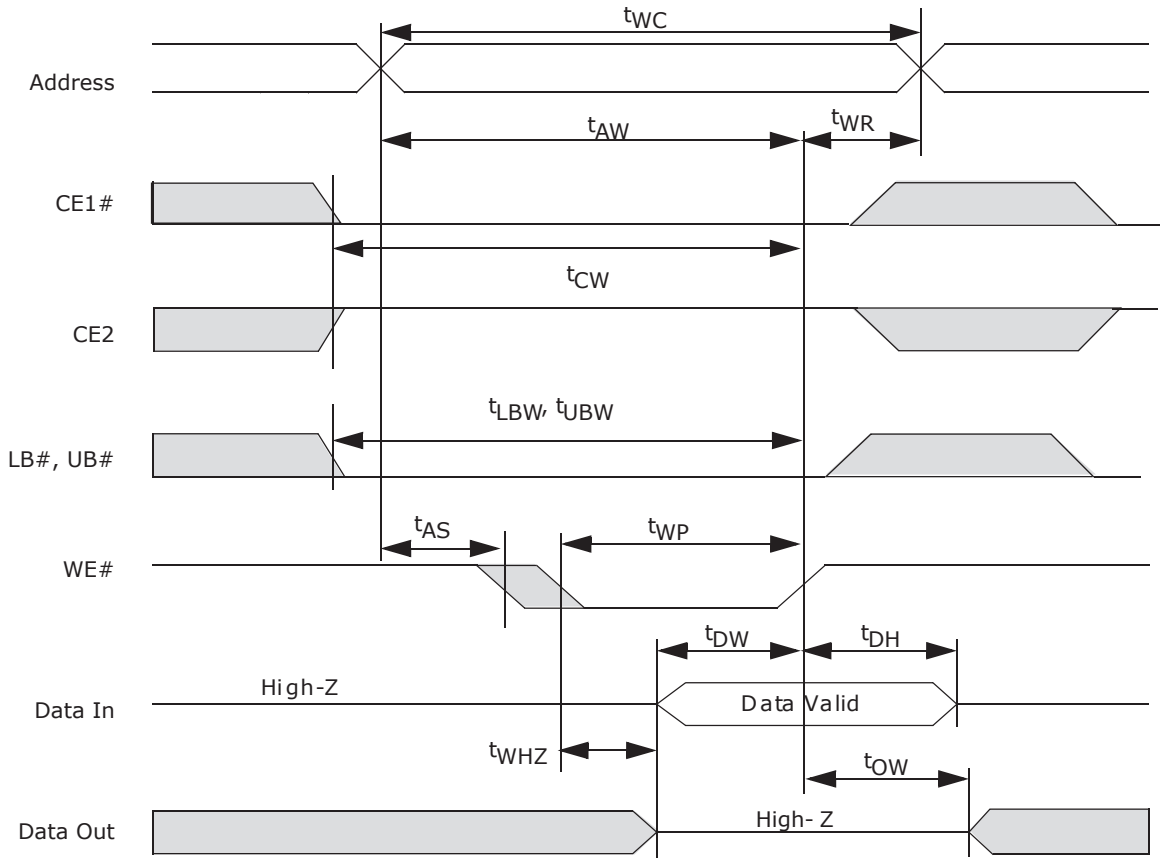 tWC
Address
tAW
tWR
CE1#
tCW
CE2
tLBW, tUBW
LB#, UB#
tAS
tWP
WE#
tDW
tDH
High-Z
Data In
Data Valid
tWHZ
tOW
Data Out
High- Z